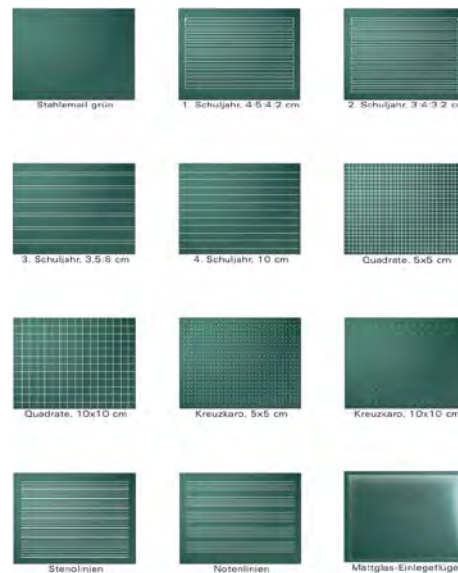 Stahlemail grün
1. Schuljahr, 4:5:4:2 cm
2. Schuljahr, 3:4:3:2 cm
3. Schuljahr, 3,5:8 cm
4. Schuljahr, 10 cm
Quadrate, 5x5 cm
Quadrate, 10x10 cm
Kreuzkaro, 5x5 cm
Kreuzkaro, 10x10 cm
Stenolinien
Notenlinien
Mattglas-Einlegeflüge